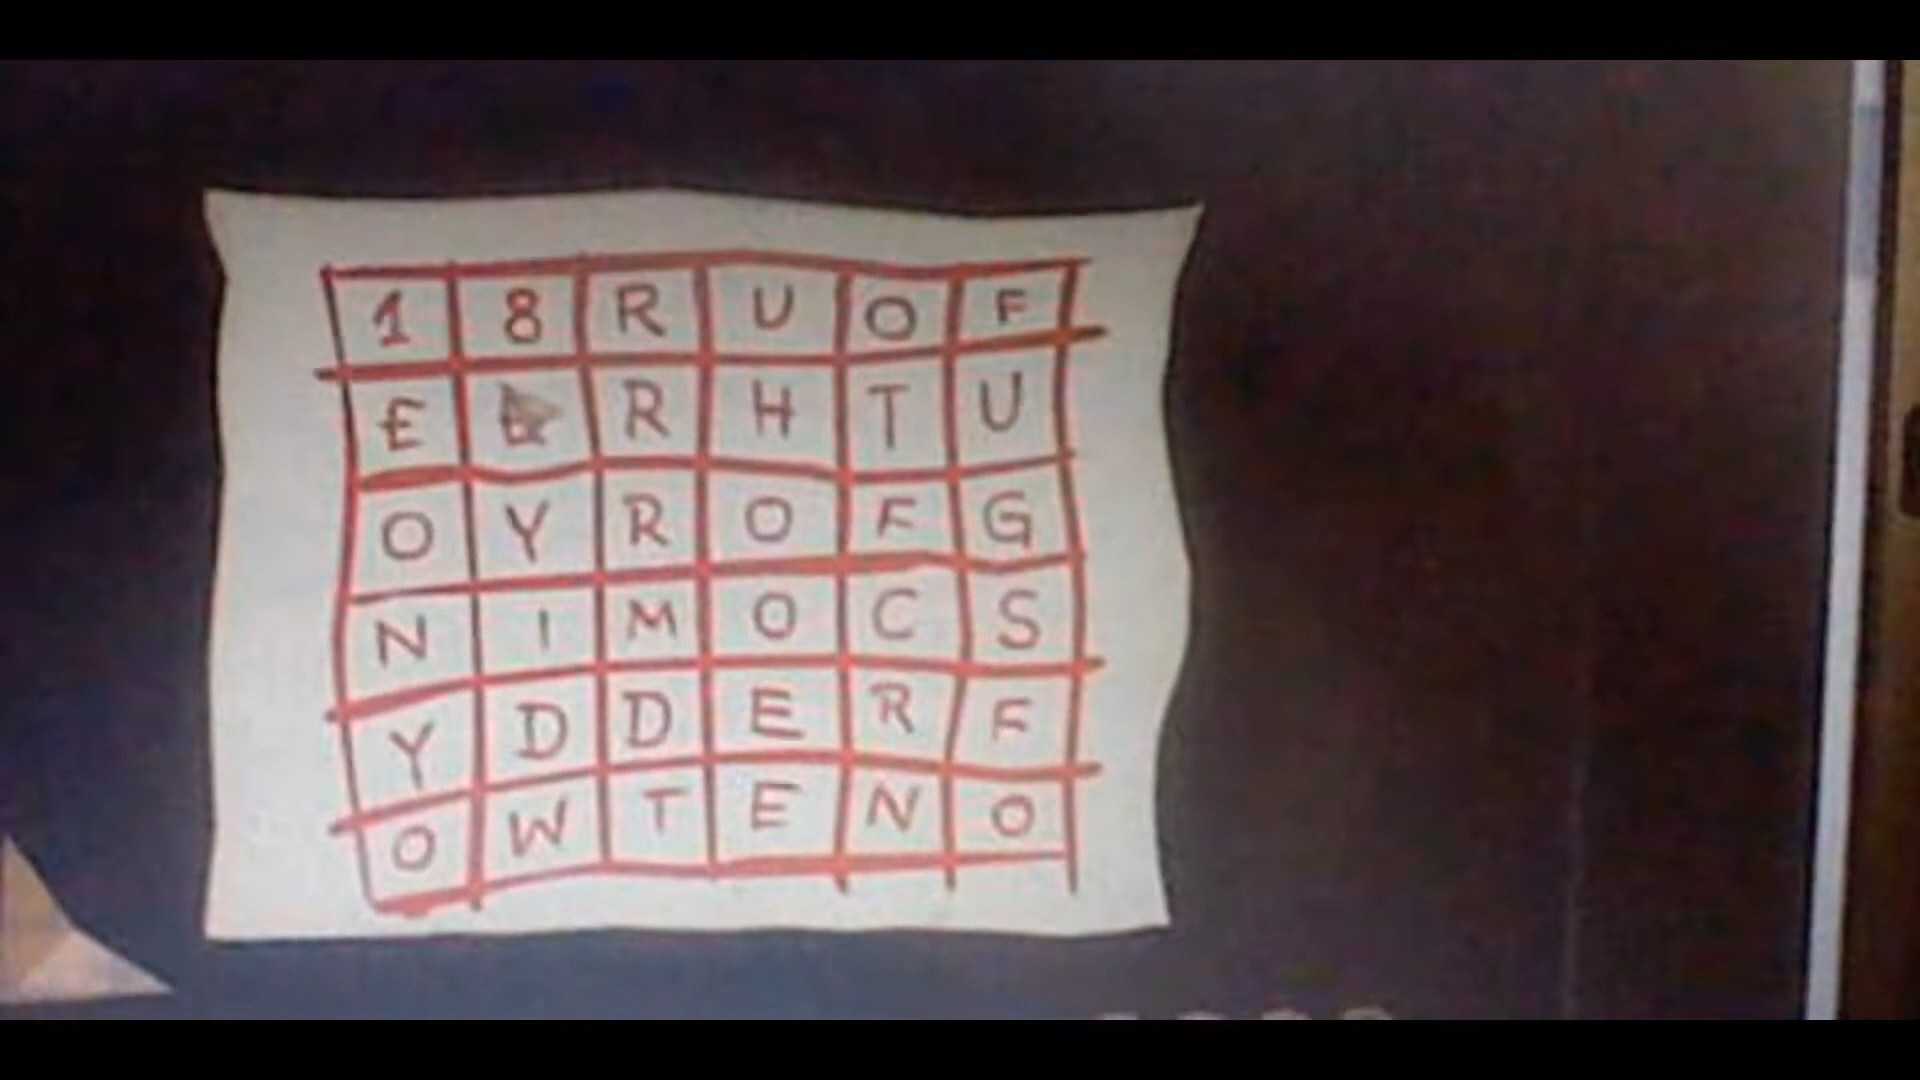 1 8 R U O F
E E R H T U
O Y R O F G
N I M O C S
Y D D E R F
O W T E N O